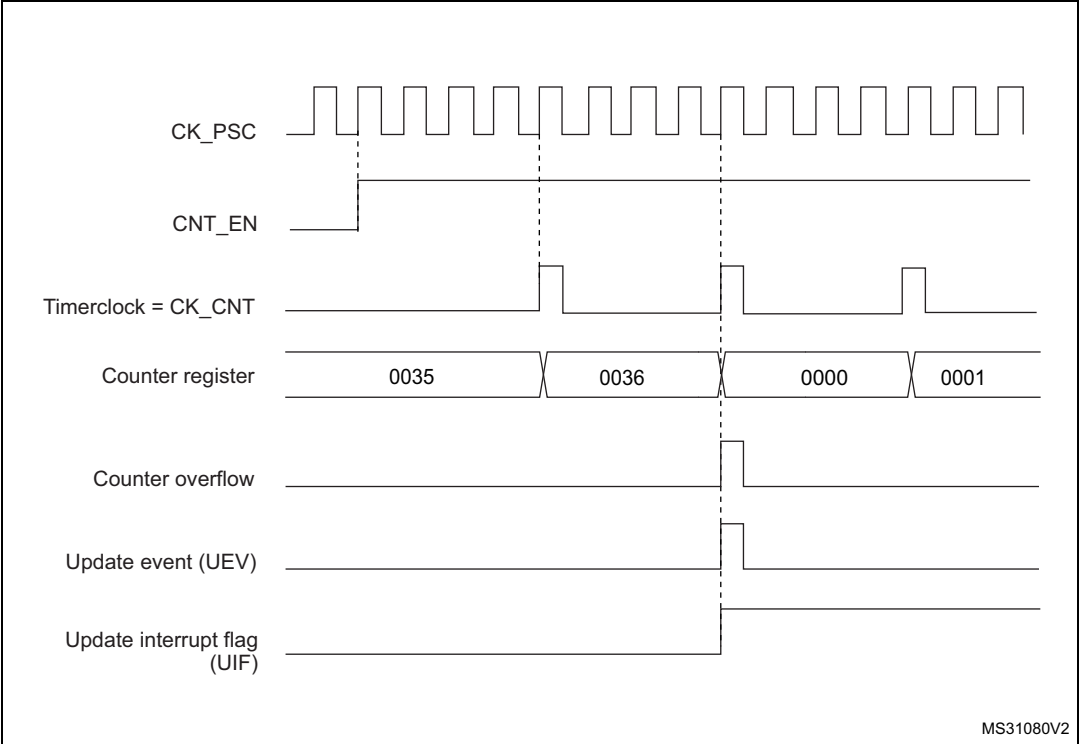 CK_PSC
CNT_EN
Timerclock = CK_CNT
Counter register
0035
0036
0000
0001
Counter overflow
Update event (UEV)
Update interrupt flag
(UIF)
MS31080V2